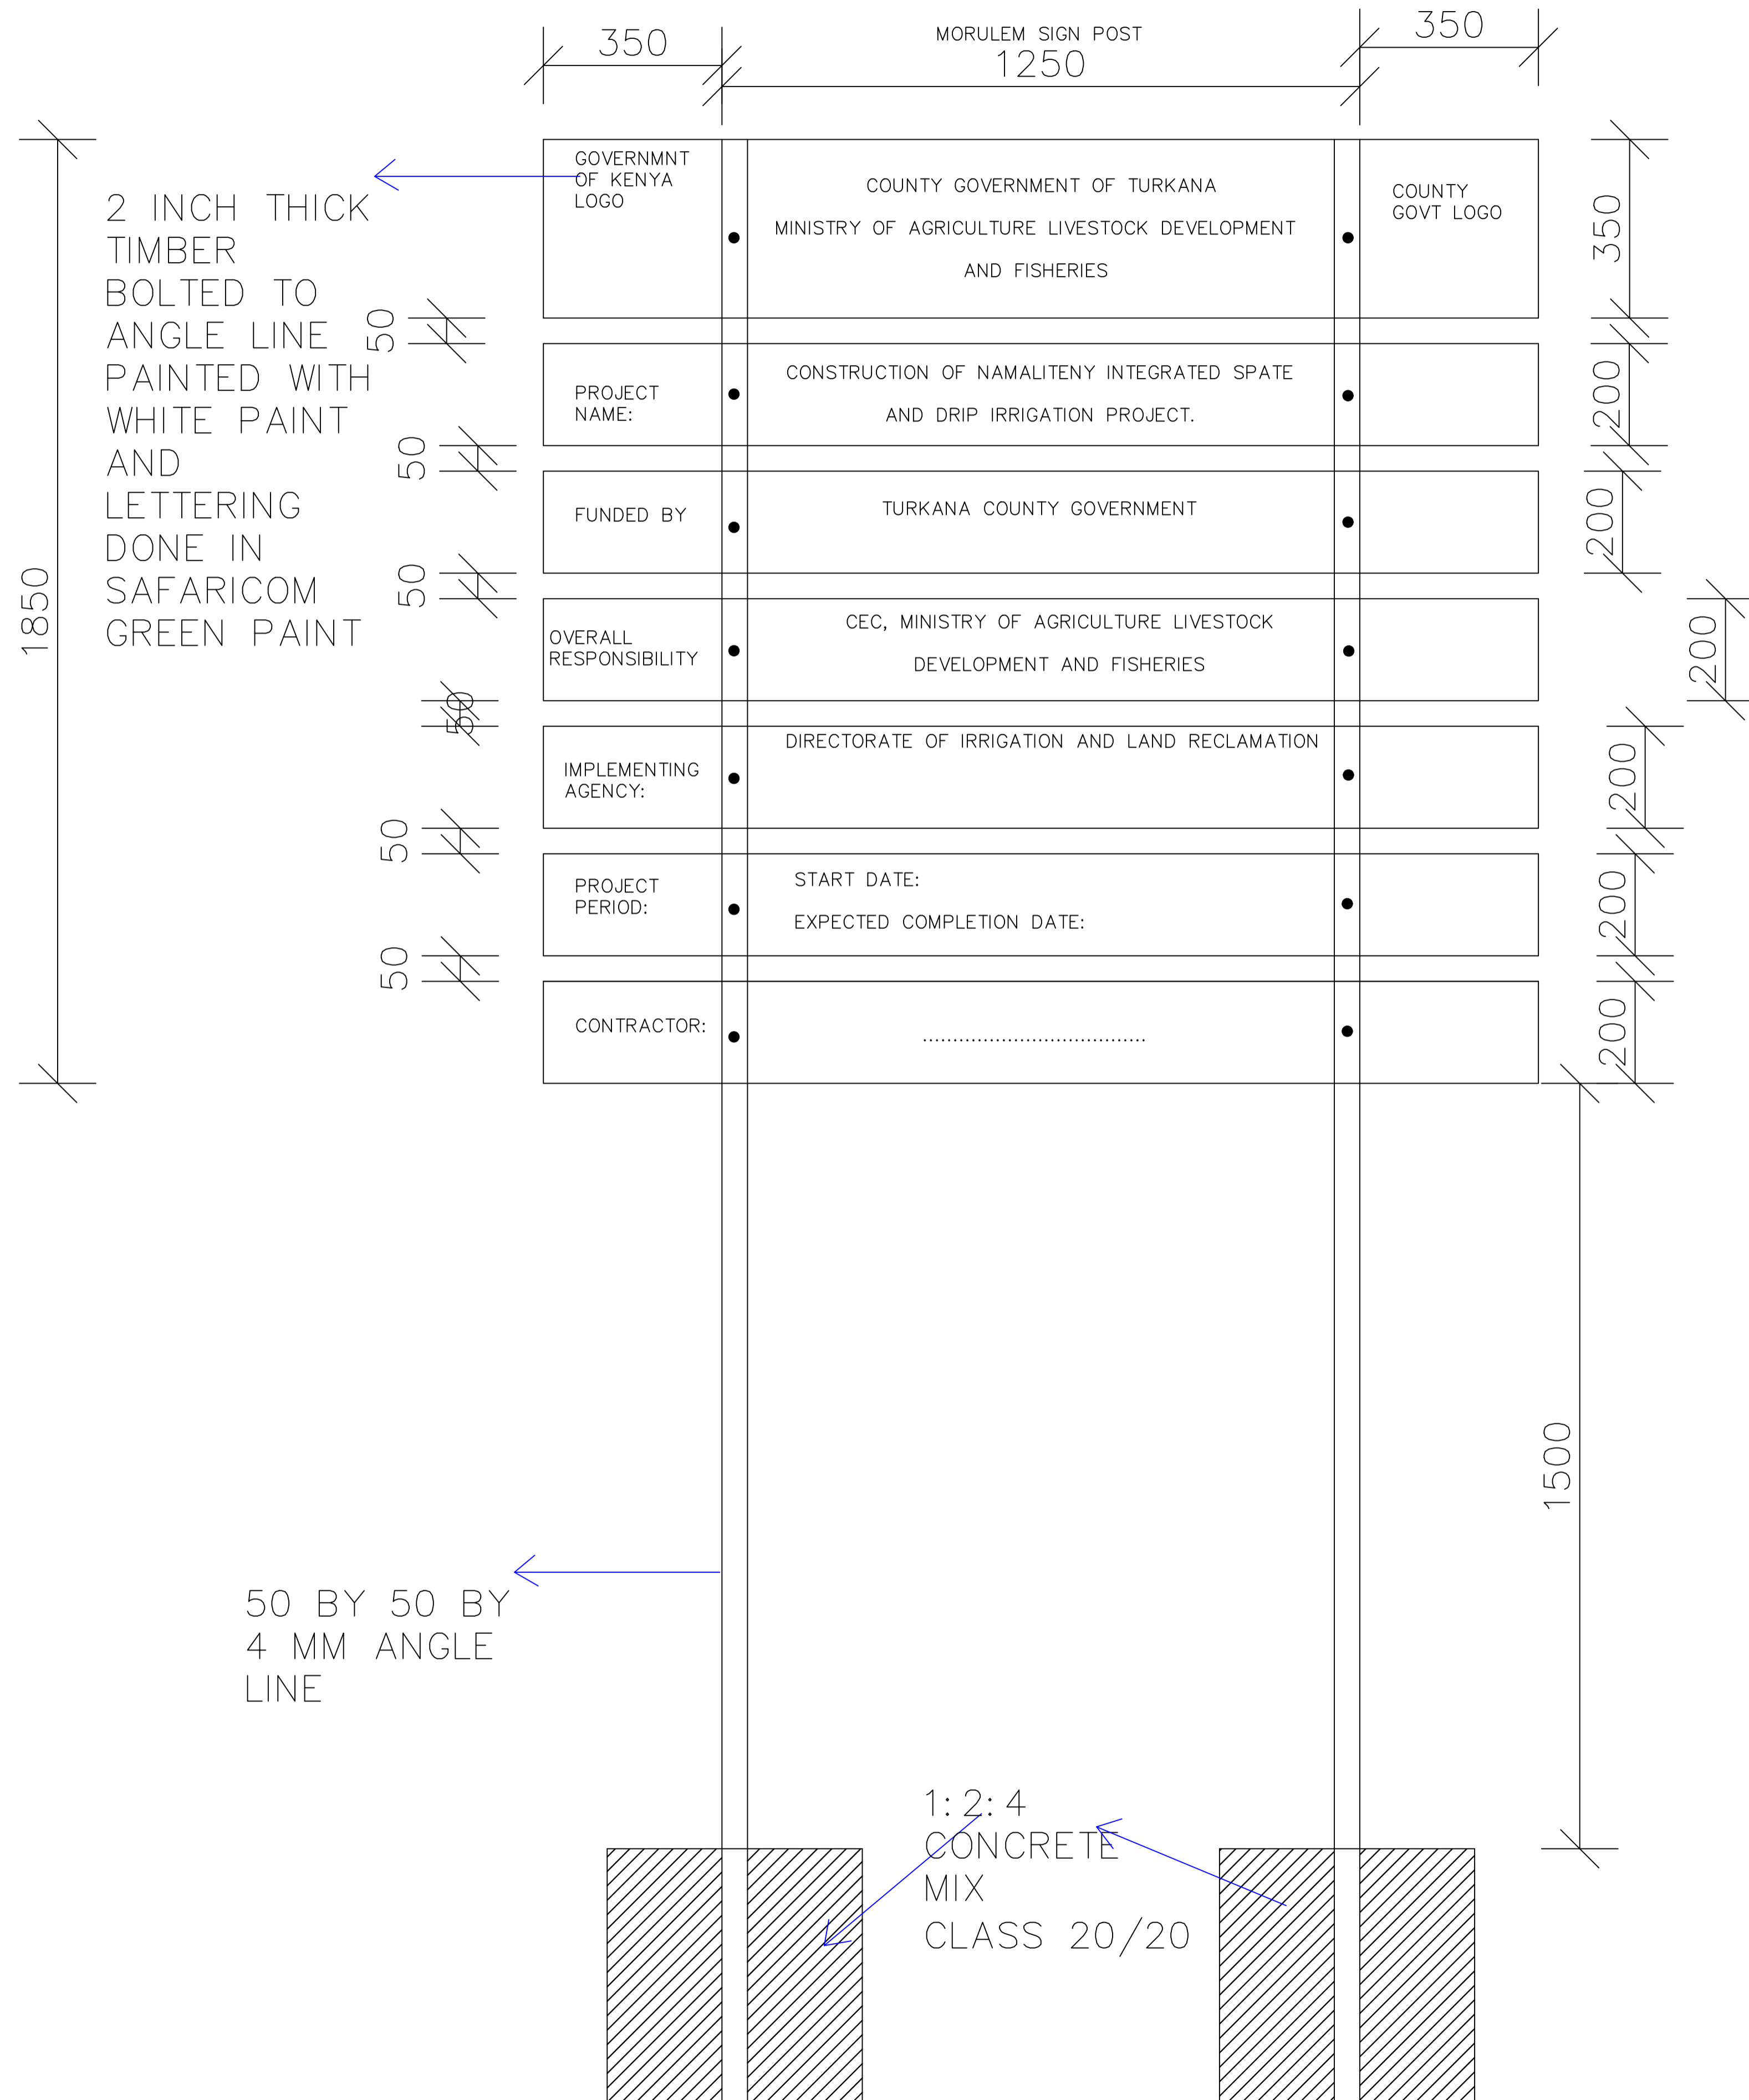 350
MORULEM SIGN POST
1250
350
GOVERNMNT
OF KENYA
LOGO
COUNTY GOVERNMENT OF TURKANA
MINISTRY OF AGRICULTURE LIVESTOCK DEVELOPMENT
AND FISHERIES
COUNTY
GOVT LOGO
350
2 INCH THICK
TIMBER
BOLTED TO
ANGLE LINE
PAINTED WITH
WHITE PAINT
AND
LETTERING
DONE IN
SAFARICOM
GREEN PAINT
1850
50
PROJECT
NAME:
CONSTRUCTION OF NAMALITENY INTEGRATED SPATE
AND DRIP IRRIGATION PROJECT.
200
50
FUNDED BY
TURKANA COUNTY GOVERNMENT
200
50
OVERALL
RESPONSIBILITY
CEC, MINISTRY OF AGRICULTURE LIVESTOCK
DEVELOPMENT AND FISHERIES
200
50
IMPLEMENTING
AGENCY:
DIRECTORATE OF IRRIGATION AND LAND RECLAMATION
200
50
PROJECT
PERIOD:
START DATE:
EXPECTED COMPLETION DATE:
200
50
CONTRACTOR:
.....................................
200
1500
50 BY 50 BY
4 MM ANGLE
LINE
1:2:4
CONCRETE
MIX
CLASS 20/20